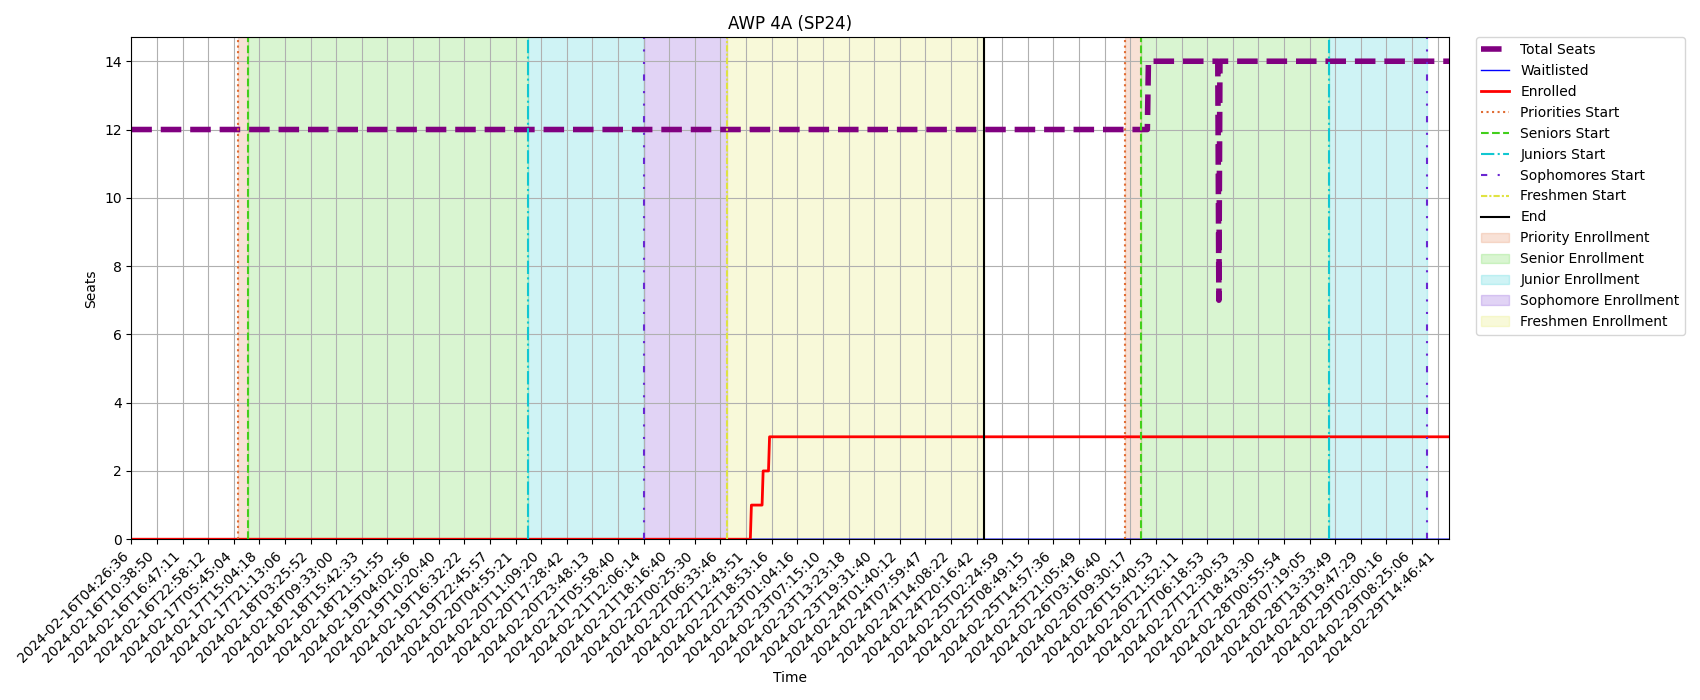 AWP 4A (SP24)
Seats
14
12
10
8
6
4
2
0
2024-02-16T04:26:36
2024-02-16T10:38:50
2024-02-16T16:47:11
2024-02-16T22:58:12
2024-02-17T05:45:04
2024-02-17T15:04:18
2024-02-17T21:13:06
2024-02-18T03:25:52
2024-02-18T09:33:00
2024-02-18T15:42:33
2024-02-18T21:51:55
2024-02-19T04:02:56
2024-02-19T10:20:40
2024-02-19T16:32:22
2024-02-19T22:45:57
2024-02-20T04:55:21
2024-02-20T11:09:20
2024-02-20T17:28:42
2024-02-20T23:48:13
2024-02-21T05:58:40
2024-02-21T12:06:14
2024-02-21T18:16:40
2024-02-22T00:25:30
2024-02-22T06:33:46
2024-02-22T12:43:51
2024-02-22T18:53:16
2024-02-23T01:04:16
2024-02-23T07:15:10
2024-02-23T13:23:18
2024-02-23T19:31:40
2024-02-24T01:40:12
2024-02-24T07:59:47
2024-02-24T14:08:22
2024-02-24T20:16:42
2024-02-25T02:24:59
2024-02-25T08:49:15
2024-02-25T14:57:36
2024-02-25T21:05:49
2024-02-26T03:16:40
2024-02-26T09:30:17
2024-02-26T15:40:53
2024-02-26T21:52:11
2024-02-27T06:18:53
2024-02-27T12:30:53
2024-02-27T18:43:30
2024-02-28T00:55:54
2024-02-28T07:19:05
2024-02-28T13:33:49
2024-02-28T19:47:29
2024-02-29T02:00:16
2024-02-29T08:25:06
2024-02-29T14:46:41
Time
Total Seats
Waitlisted
Enrolled
Priorities Start
Seniors Start
Juniors Start
Sophomores Start
Freshmen Start
End
Priority Enrollment
Senior Enrollment
Junior Enrollment
Sophomore Enrollment
Freshmen Enrollment